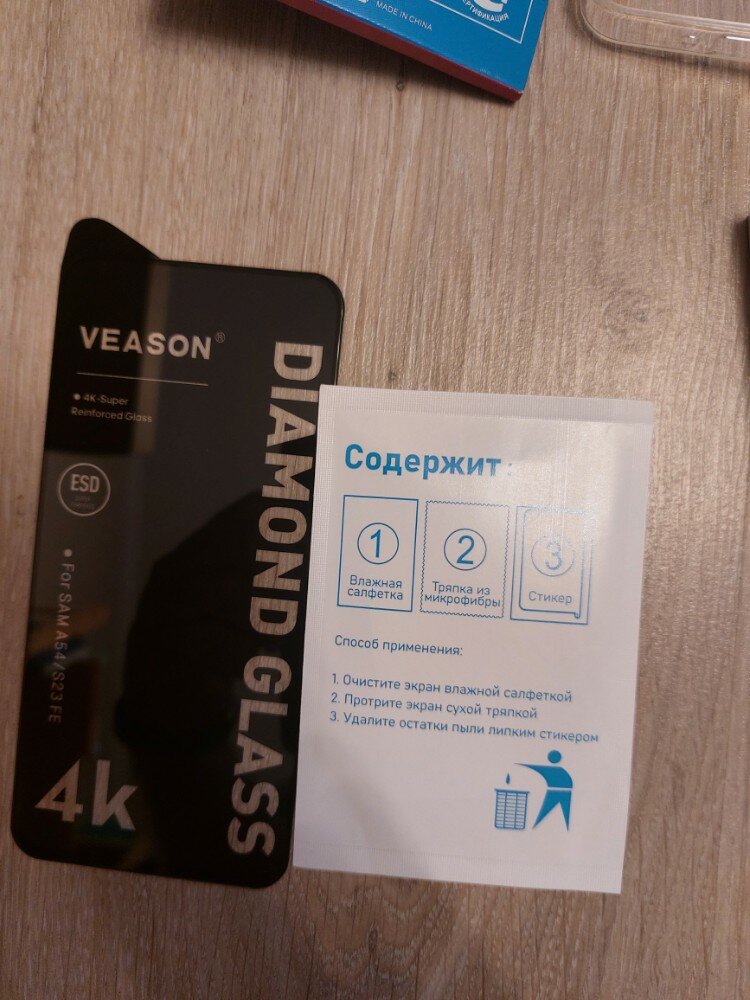 MADE IN CHINA
VEASON®
4K-Super
Reinforced Glass
ESD
For SAM A54/S23 FE
4k
DIAMOND GLASS
Содержит:
1
Влажная
салфетка
2
Тряпка из
микрофибры
3
Стикер
Способ применения:
1. Очистите экран влажной салфеткой
2. Протрите экран сухой тряпкой
3. Удалите остатки пыли липким стикером